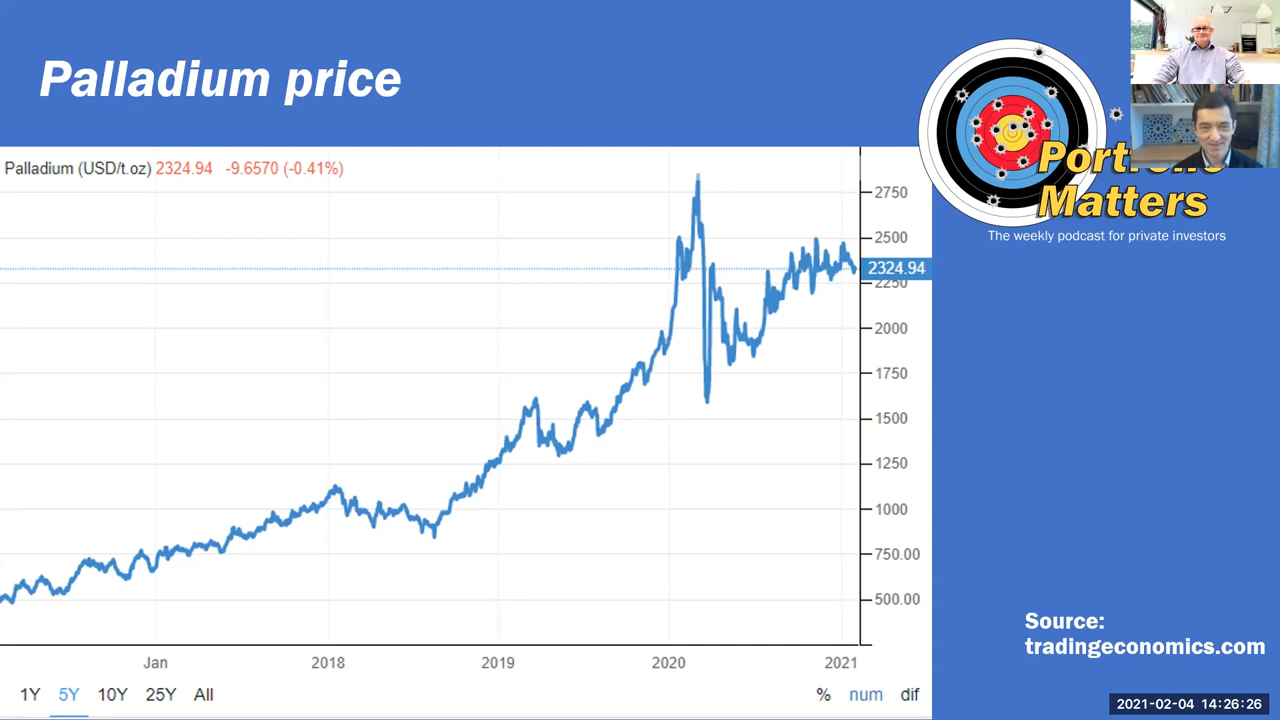 Palladium price
Palladium (USD/t.oz) 2324.94 -9.6570 (-0.41%)
2750
2500
2324.94
2250
2000
1750
1500
1250
1000
750.00
500.00
Jan 2018 2019 2020 2021
1Y 5Y 10Y 25Y All % num dif
Matters
The weekly podcast for private investors
Source:
tradingeconomics.com
2021-02-04 14:26:26